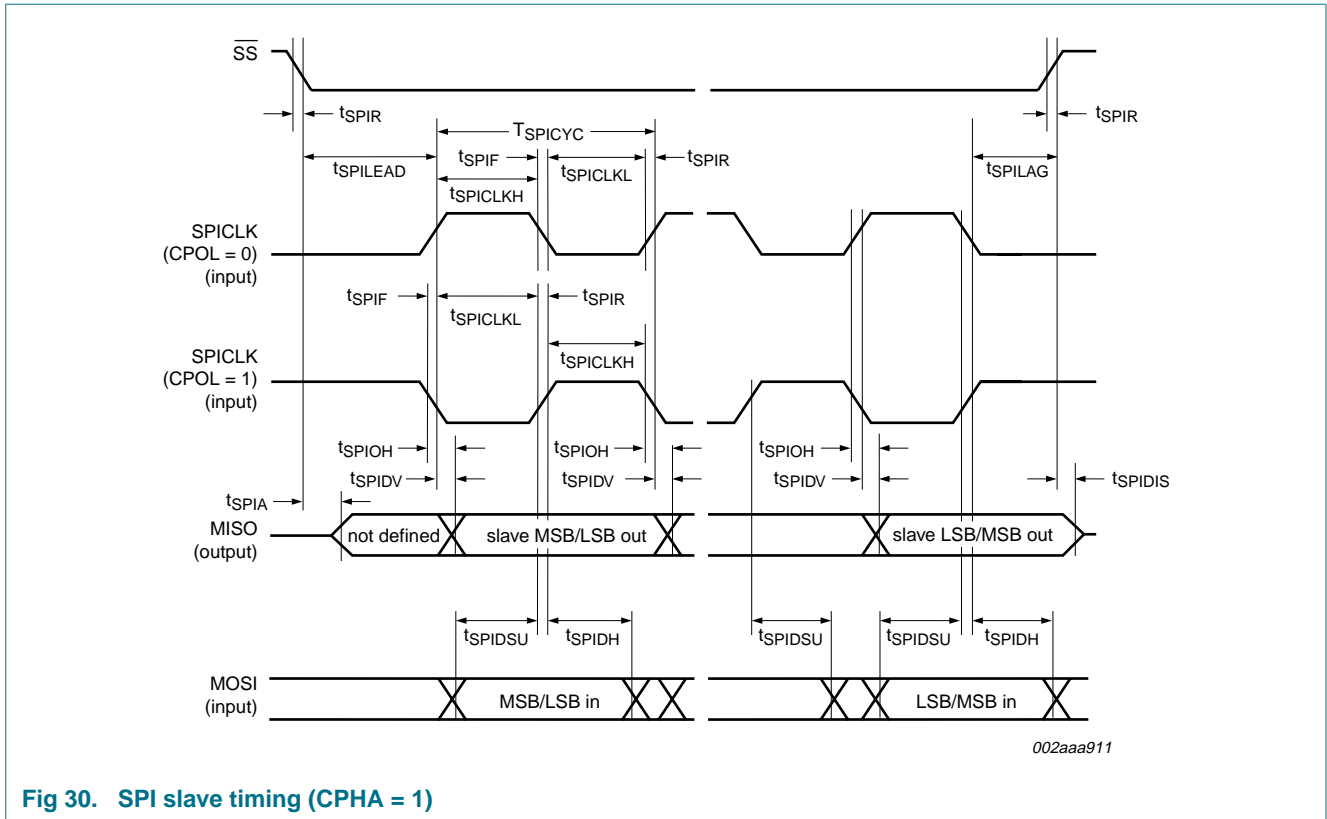 SS
tSPIR
tSPIR
TSPICYC
tSPILEAD
tSPIF
tSPICLKL
tSPIR
tSPILAG
tSPICLKH
SPICLK
(CPOL = 0)
(input)
tSPIF
tSPICLKL
tSPIR
tSPICLKH
SPICLK
(CPOL = 1)
(input)
tSPIOH
tSPIOH
tSPIOH
tSPIDV
tSPIDV
tSPIDV
tSPIDIS
tSPIA
MISO
(output)
not defined
slave MSB/LSB out
slave LSB/MSB out
tSPIDSU
tSPIDH
tSPIDSU
tSPIDSU
tSPIDH
MOSI
(input)
MSB/LSB in
LSB/MSB in
002aaa911
Fig 30. SPI slave timing (CPHA = 1)